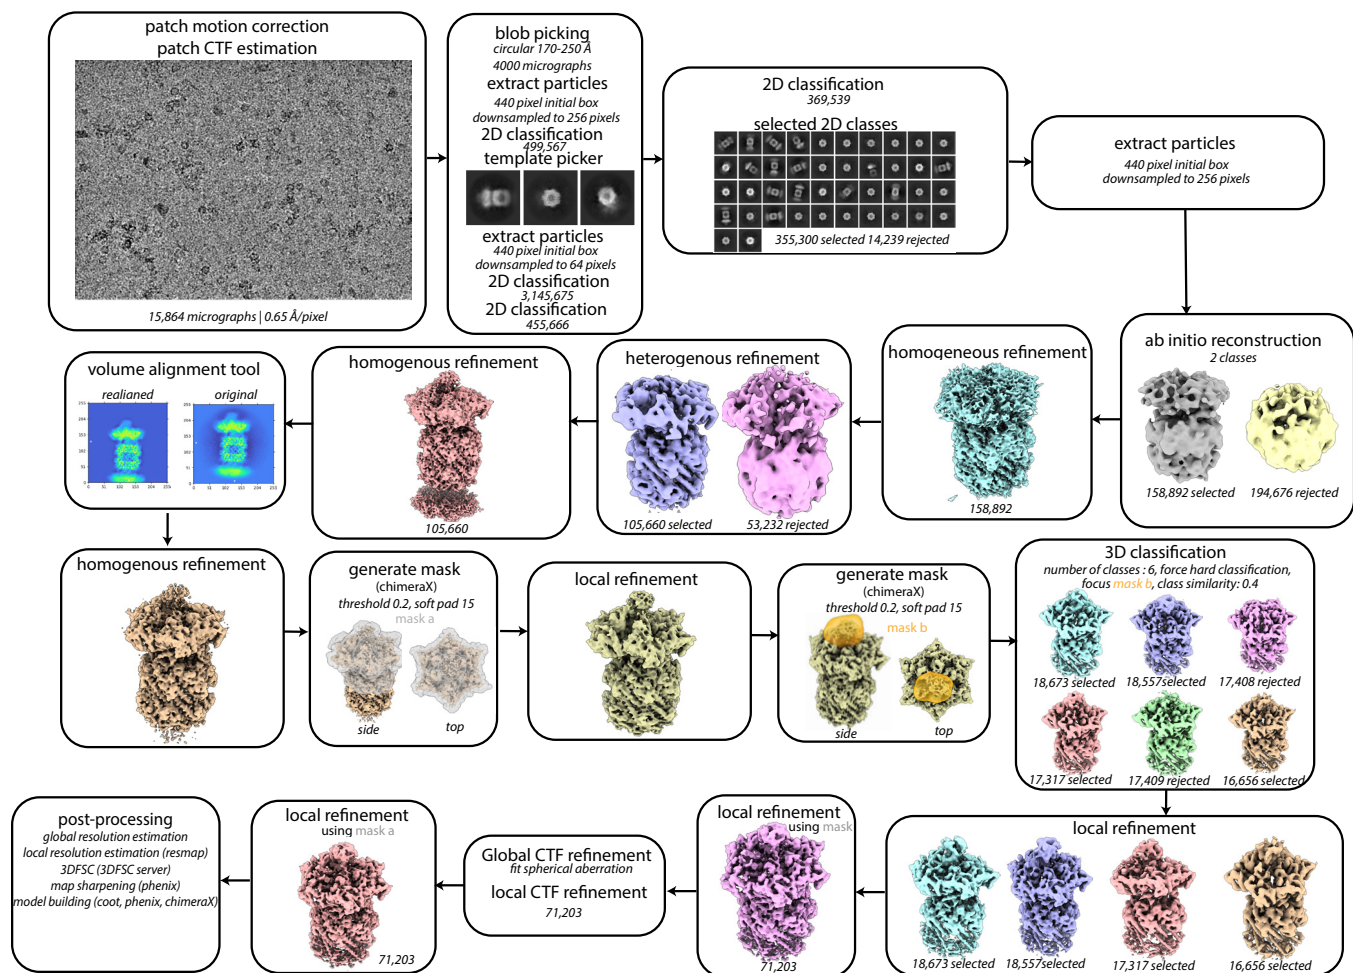 patch motion correction
patch CTF estimation
15,864 micrographs | 0.65 Å/pixel
blob picking
circular 170-250 Å
4000 micrographs
extract particles
440 pixel initial box
downsampled to 256 pixels
2D classification
499,567
template picker
extract particles
440 pixel initial box
downsampled to 64 pixels
2D classification
3,145,675
2D classification
455,666
2D classification
369,539
selected 2D classes
355,300 selected 14,239 rejected
extract particles
440 pixel initial box
downsampled to 256 pixels
ab initio reconstruction
2 classes
158,892 selected
194,676 rejected
homogeneous refinement
158,892
heterogenous refinement
105,660 selected
53,232 rejected
homogenous refinement
105,660
volume alignment tool
realianed
original
homogenous refinement
generate mask
(chimeraX)
threshold 0.2, soft pad 15
mask a
side
top
local refinement
generate mask
(chimeraX)
threshold 0.2, soft pad 15
mask b
side
top
3D classification
number of classes : 6, force hard classification,
focus mask b, class similarity: 0.4
18,673 selected
18,557selected
17,408 rejected
17,317 selected
17,409 rejected
16,656 selected
local refinement
18,673 selected
18,557selected
17,317 selected
16,656 selected
local refinement
using mask
71,203
Global CTF refinement
fit spherical aberration
local CTF refinement
71,203
local refinement
using mask a
71,203
post-processing
global resolution estimation
local resolution estimation (resmap)
3DFSC (3DFSC server)
map sharpening (phenix)
model building (coot, phenix, chimeraX)